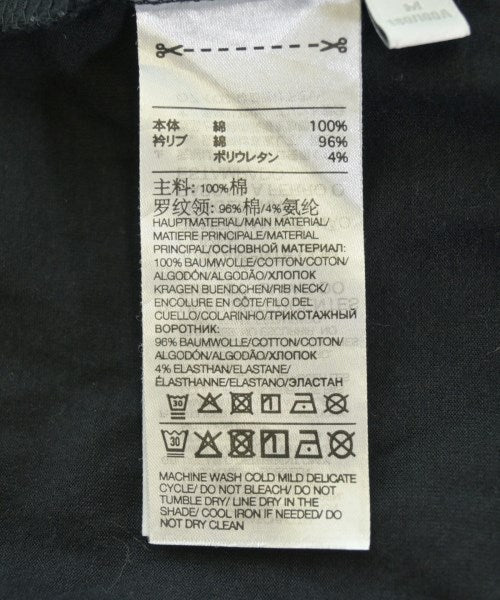 本体 綿 100%
衿リブ 綿 96%
ポリウレタン 4%
主料: 100%棉
罗纹领: 96%棉/4%氨纶
HAUPTMATERIAL/MAIN MATERIAL/
MATIERE PRINCIPALE/MATERIAL
PRINCIPAL/ОСНОВНОЙ МАТЕРИАЛ:
100% BAUMWOLLE/COTTON/COTON/
ALGODÓN/ALGODÃO/ХЛОПОК
KRAGEN BUENDCHEN/RIB NECK/
ENCOLURE EN CÔTE/FILO DEL
CUELLO/COLARINHO/ТРИКОТАЖНЫЙ
ВОРОТНИК:
96% BAUMWOLLE/COTTON/COTON/
ALGODÓN/ALGODÃO/ХЛОПОК
4% ELASTHAN/ELASTANE/
ÉLASTHANNE/ELASTANO/ЭЛАСТАН
30
30
MACHINE WASH COLD MILD DELICATE
CYCLE/ DO NOT BLEACH/ DO NOT
TUMBLE DRY/ LINE DRY IN THE
SHADE/ COOL IRON IF NEEDED/ DO
NOT DRY CLEAN